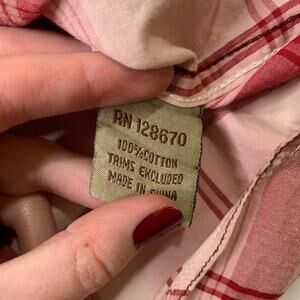 RN 128670
100%COTTON
TRIMS EXCLUDED
MADE IN CHINA